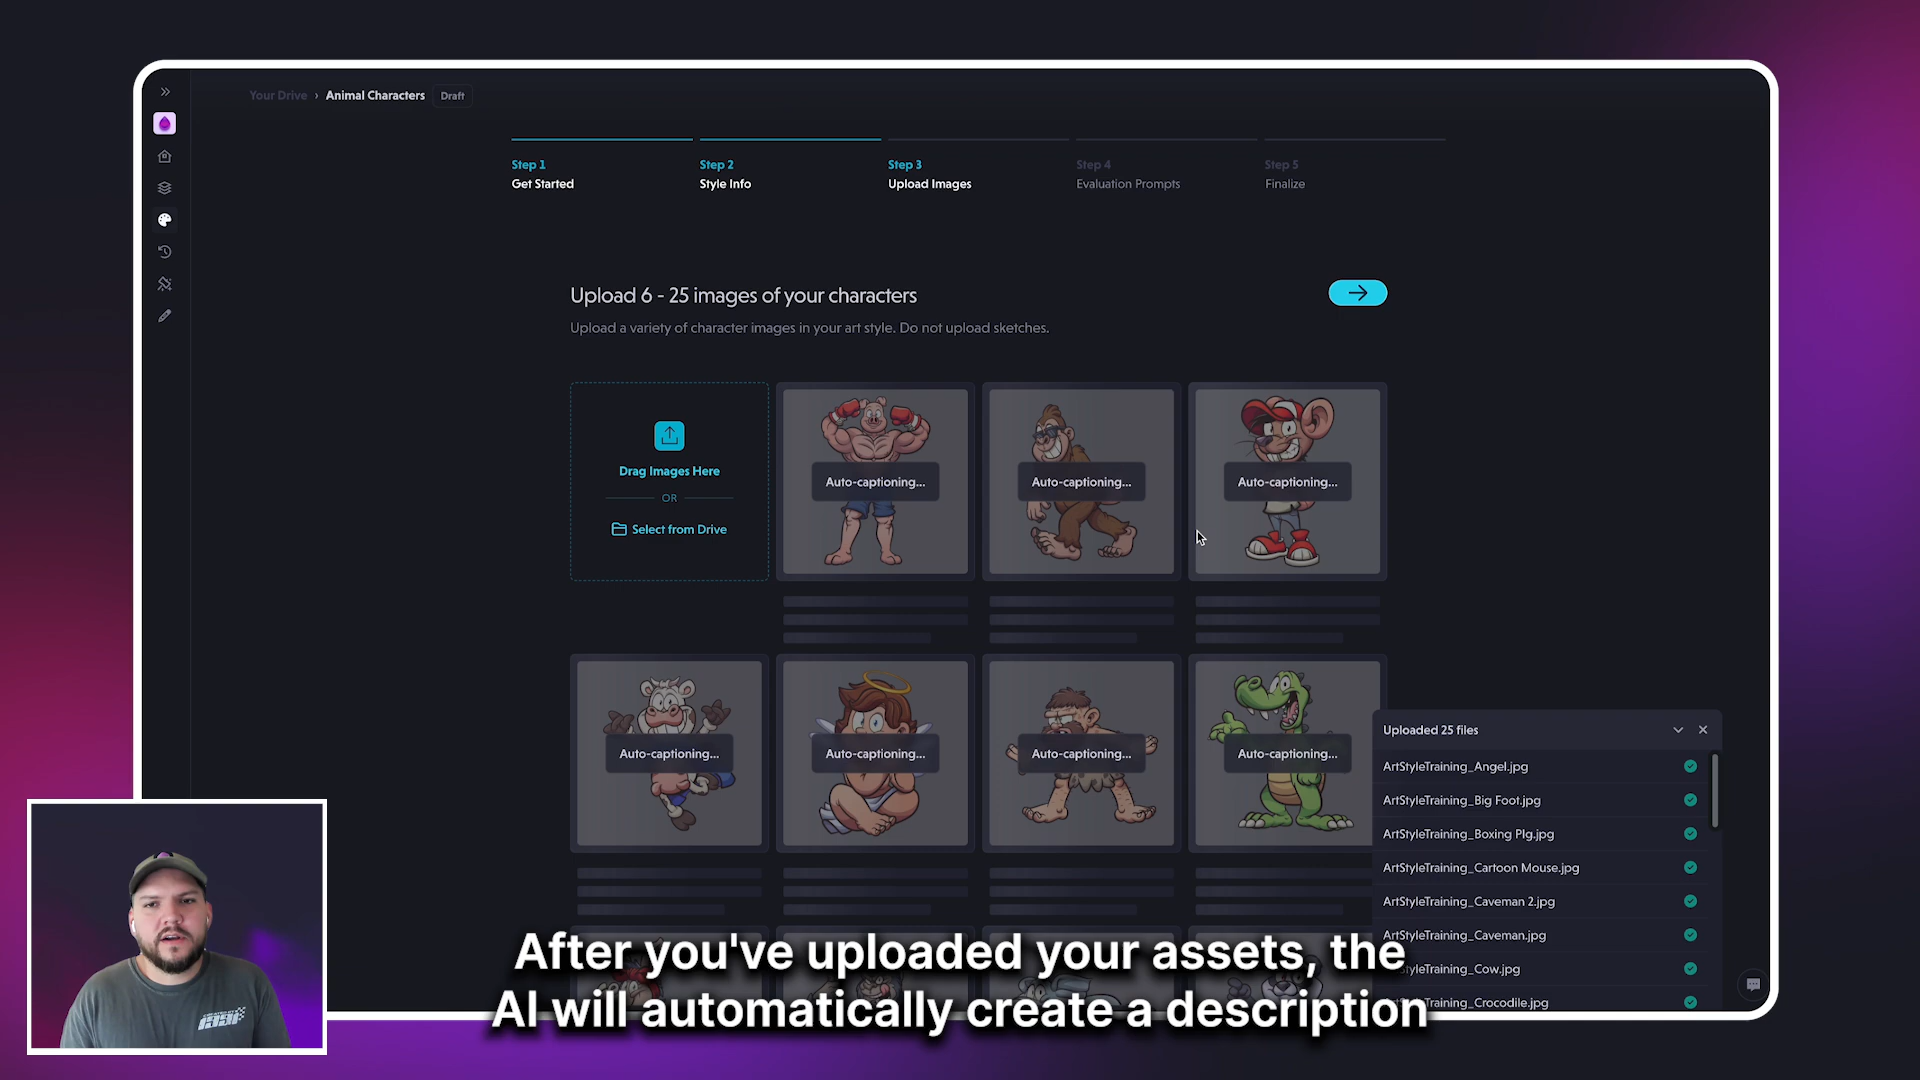 Your Drive › Animal Characters Draft
Step 1
Get Started
Step 2
Style Info
Step 3
Upload Images
Step 4
Evaluation Prompts
Step 5
Finalize
Upload 6 - 25 images of your characters
Upload a variety of character images in your art style. Do not upload sketches.
Drag Images Here
OR
Select from Drive
Auto-captioning...
Auto-captioning...
Auto-captioning...
Auto-captioning...
Auto-captioning...
Auto-captioning...
Auto-captioning...
Uploaded 25 files
ArtStyleTraining_Angel.jpg
ArtStyleTraining_Big Foot.jpg
ArtStyleTraining_Boxing PIg.jpg
ArtStyleTraining_Cartoon Mouse.jpg
ArtStyleTraining_Caveman 2.jpg
ArtStyleTraining_Caveman.jpg
ArtStyleTraining_Cow.jpg
ArtStyleTraining_Crocodile.jpg
After you've uploaded your assets, the
AI will automatically create a description